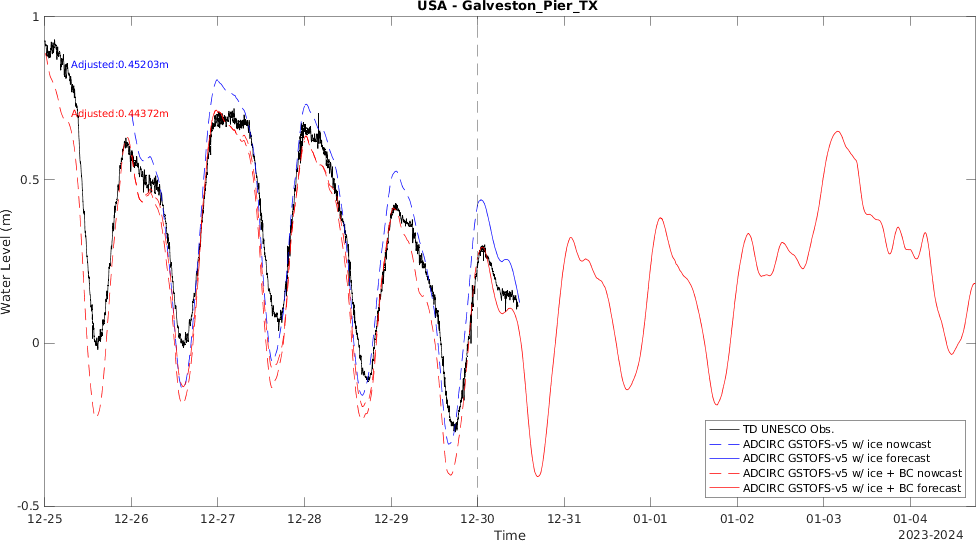 USA - Galveston_Pier_TX
1
Adjusted:0.45203m
Adjusted:0.44372m
0.5
Water Level (m)
0
TD UNESCO Obs.
ADCIRC GSTOFS-v5 w/ ice nowcast
ADCIRC GSTOFS-v5 w/ ice forecast
ADCIRC GSTOFS-v5 w/ ice + BC nowcast
ADCIRC GSTOFS-v5 w/ ice + BC forecast
-0.5
12-25 12-26 12-27 12-28 12-29 12-30 12-31 01-01 01-02 01-03 01-04
Time
2023-2024